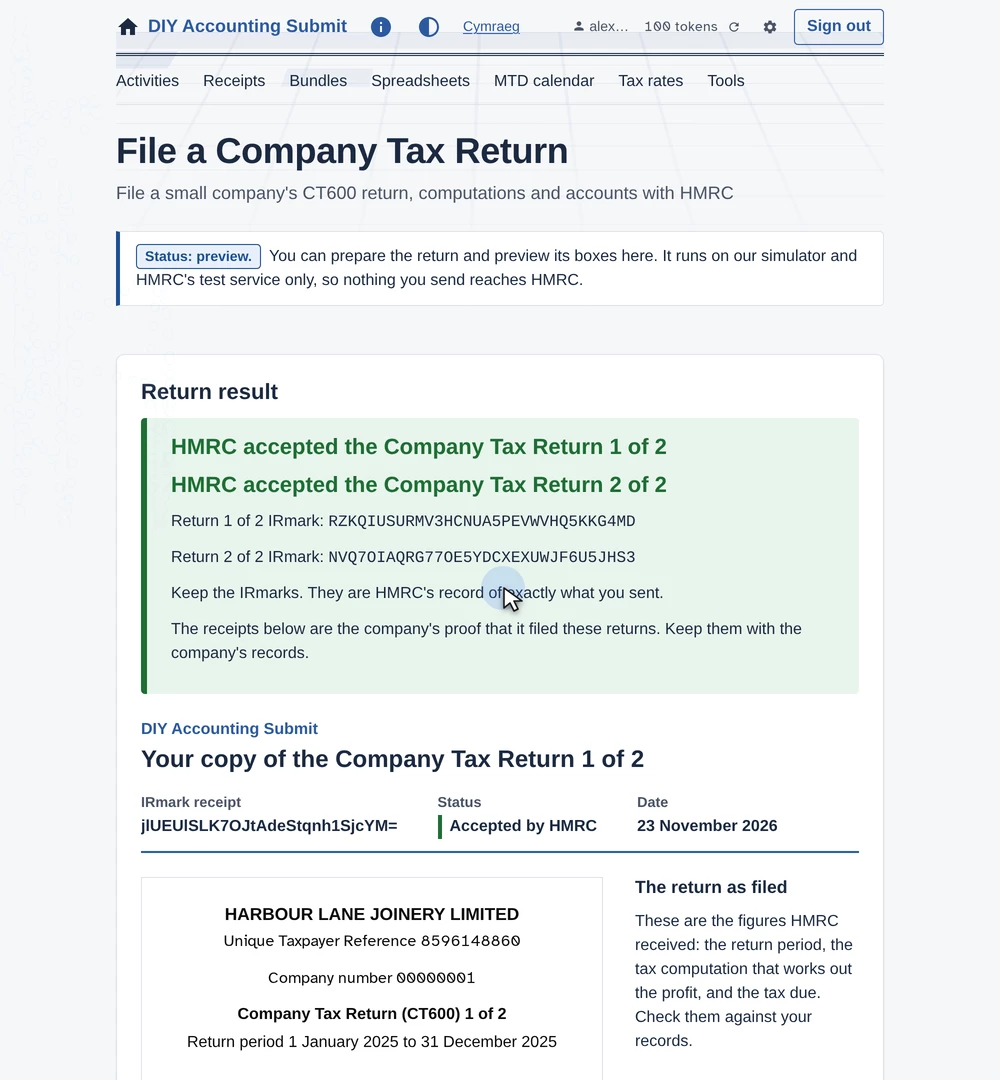 DIY Accounting Submit
Cymraeg
alex...
100 tokens
Sign out
Activities
Receipts
Bundles
Spreadsheets
MTD calendar
Tax rates
Tools
File a Company Tax Return
File a small company's CT600 return, computations and accounts with HMRC
Status: preview. You can prepare the return and preview its boxes here. It runs on our simulator and
HMRC's test service only, so nothing you send reaches HMRC.
Return result
HMRC accepted the Company Tax Return 1 of 2
HMRC accepted the Company Tax Return 2 of 2
Return 1 of 2 IRmark: RZKQIUSURMV3HCNUA5PEVWVHQ5KKG4MD
Return 2 of 2 IRmark: NVQ7OIAQRG77OE5YDCXEXUWJF6U5JHS3
Keep the IRmarks. They are HMRC's record of exactly what you sent.
The receipts below are the company's proof that it filed these returns. Keep them with the
company's records.
DIY Accounting Submit
Your copy of the Company Tax Return 1 of 2
IRmark receipt
jlUEUlSLK7OJtAdeStqnh1SjcYM=
Status
Accepted by HMRC
Date
23 November 2026
HARBOUR LANE JOINERY LIMITED
Unique Taxpayer Reference 8596148860
Company number 00000001
Company Tax Return (CT600) 1 of 2
Return period 1 January 2025 to 31 December 2025
The return as filed
These are the figures HMRC
received: the return period, the
tax computation that works out
the profit, and the tax due.
Check them against your
records.